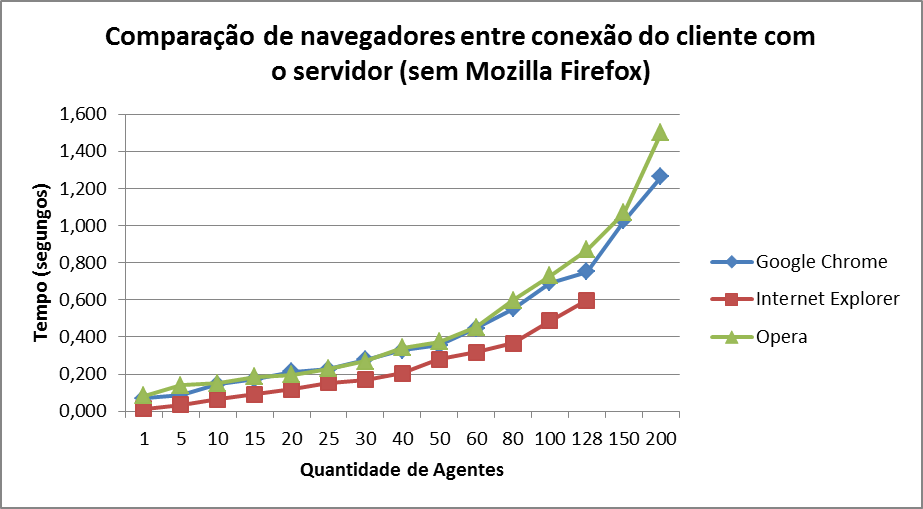 Comparação de navegadores entre conexão do cliente com
o servidor (sem Mozilla Firefox)
1,600
1,400
1,200
1,000
0,800
0,600
0,400
0,200
0,000
Tempo (segungos)
1 5 10 15 20 25 30 40 50 60 80 100 128 150 200
Quantidade de Agentes
Google Chrome
Internet Explorer
Opera